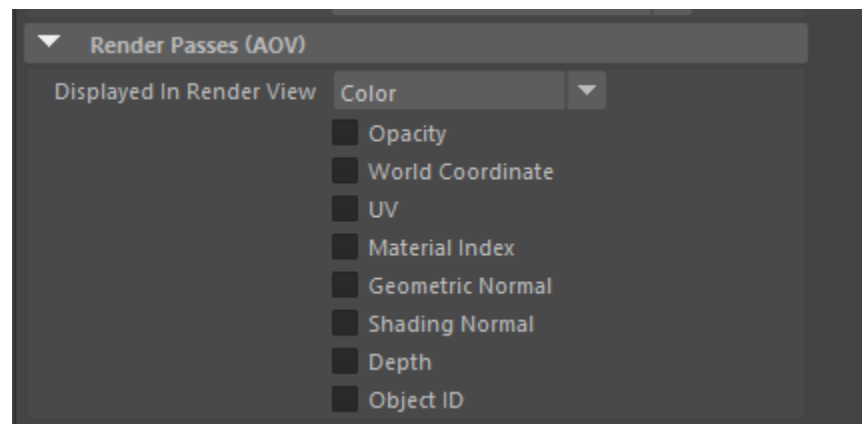 Render Passes (AOV)
Displayed In Render View Color
Opacity
World Coordinate
UV
Material Index
Geometric Normal
Shading Normal
Depth
Object ID